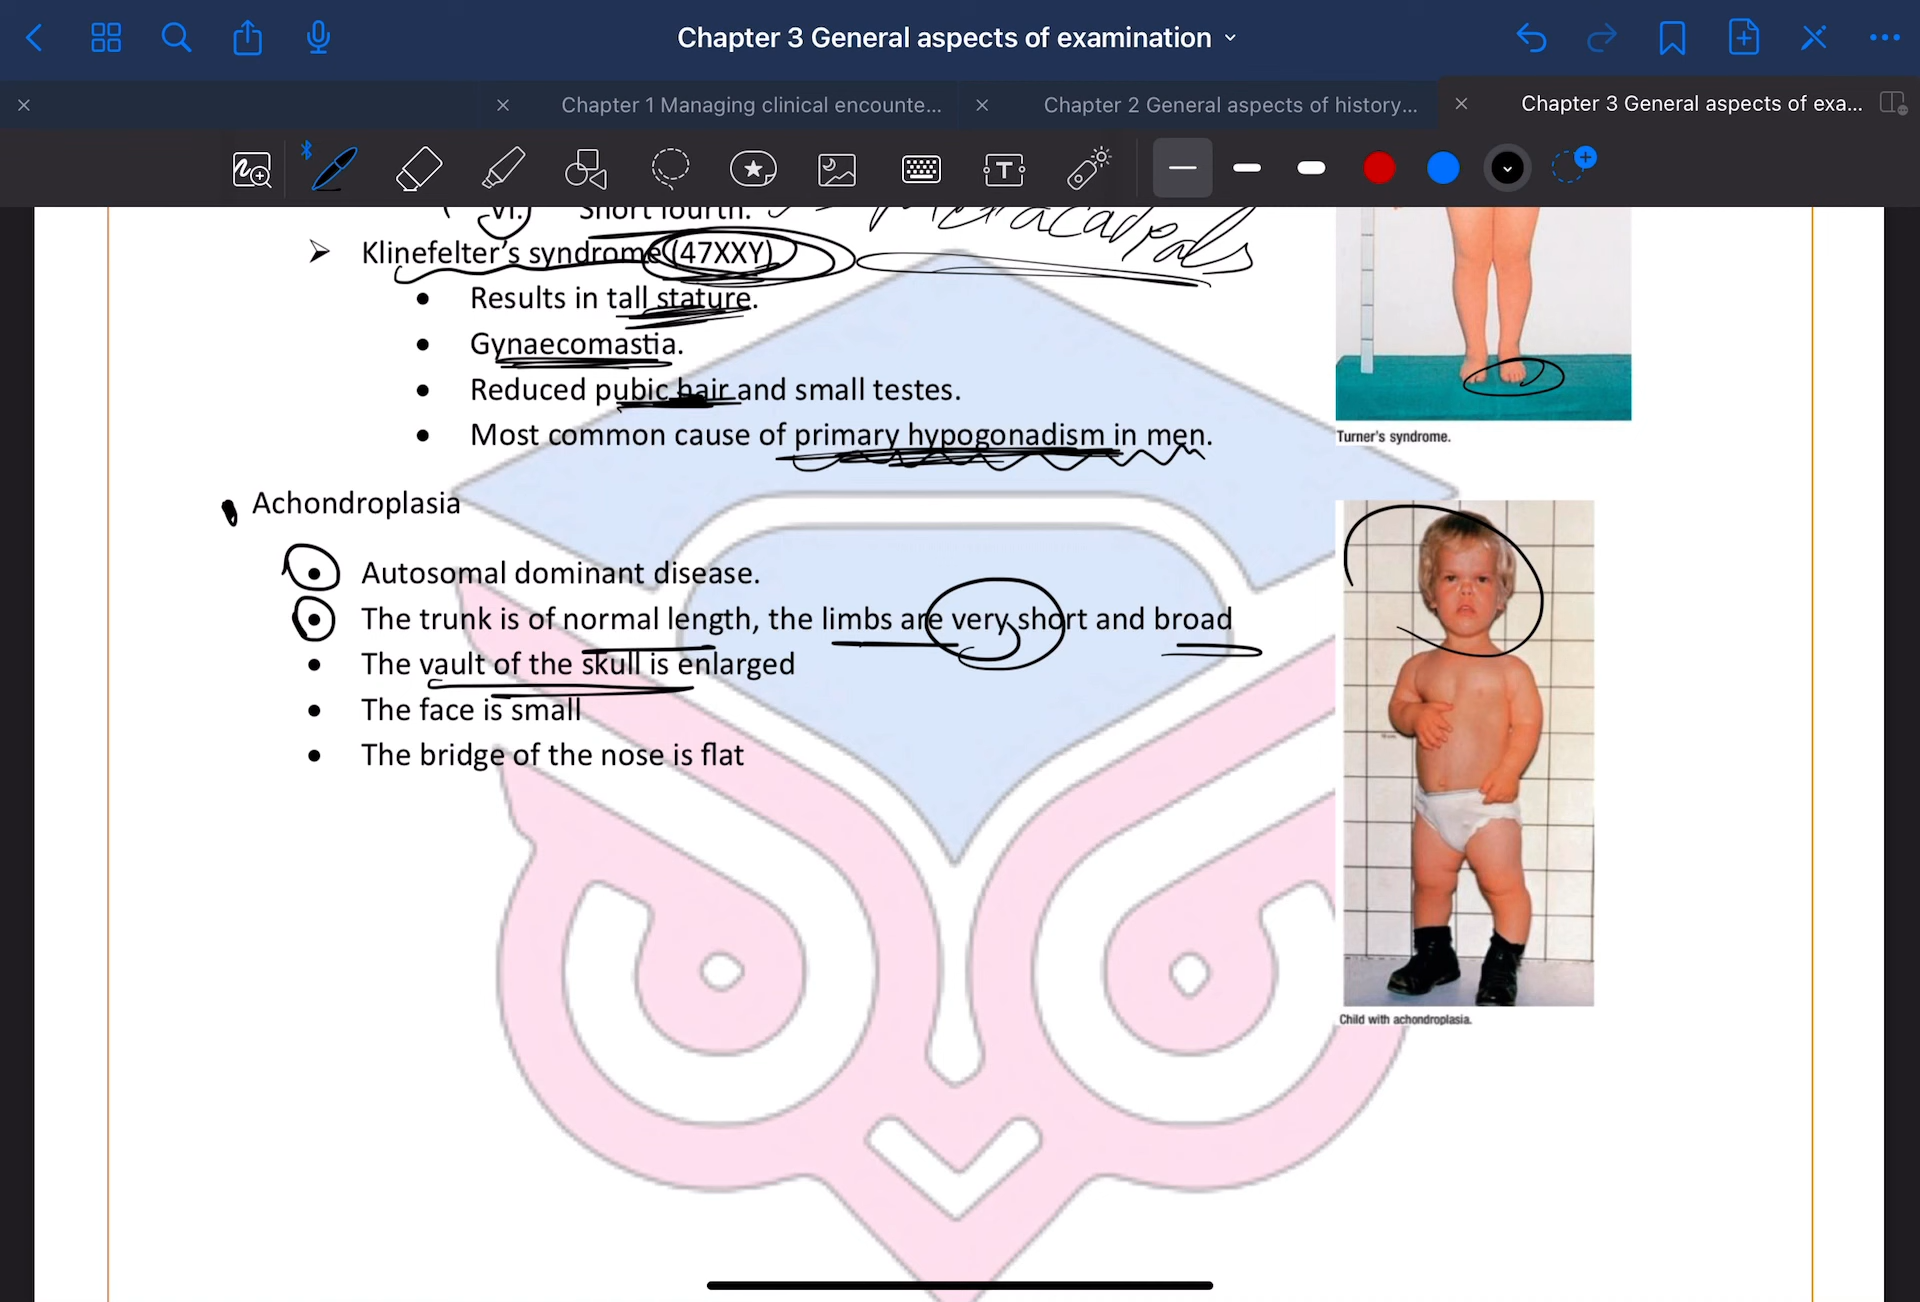 Chapter 3 General aspects of examination
Chapter 1 Managing clinical encounte...
Chapter 2 General aspects of history...
Chapter 3 General aspects of exa...
vi.) Short fourth. Metacarpals
➢ Klinefelter's syndrome (47XXY)
• Results in tall stature.
• Gynaecomastia.
• Reduced pubic hair and small testes.
• Most common cause of primary hypogonadism in men.
Turner's syndrome.
Achondroplasia
• Autosomal dominant disease.
• The trunk is of normal length, the limbs are very short and broad
• The vault of the skull is enlarged
• The face is small
• The bridge of the nose is flat
Child with achondroplasia.